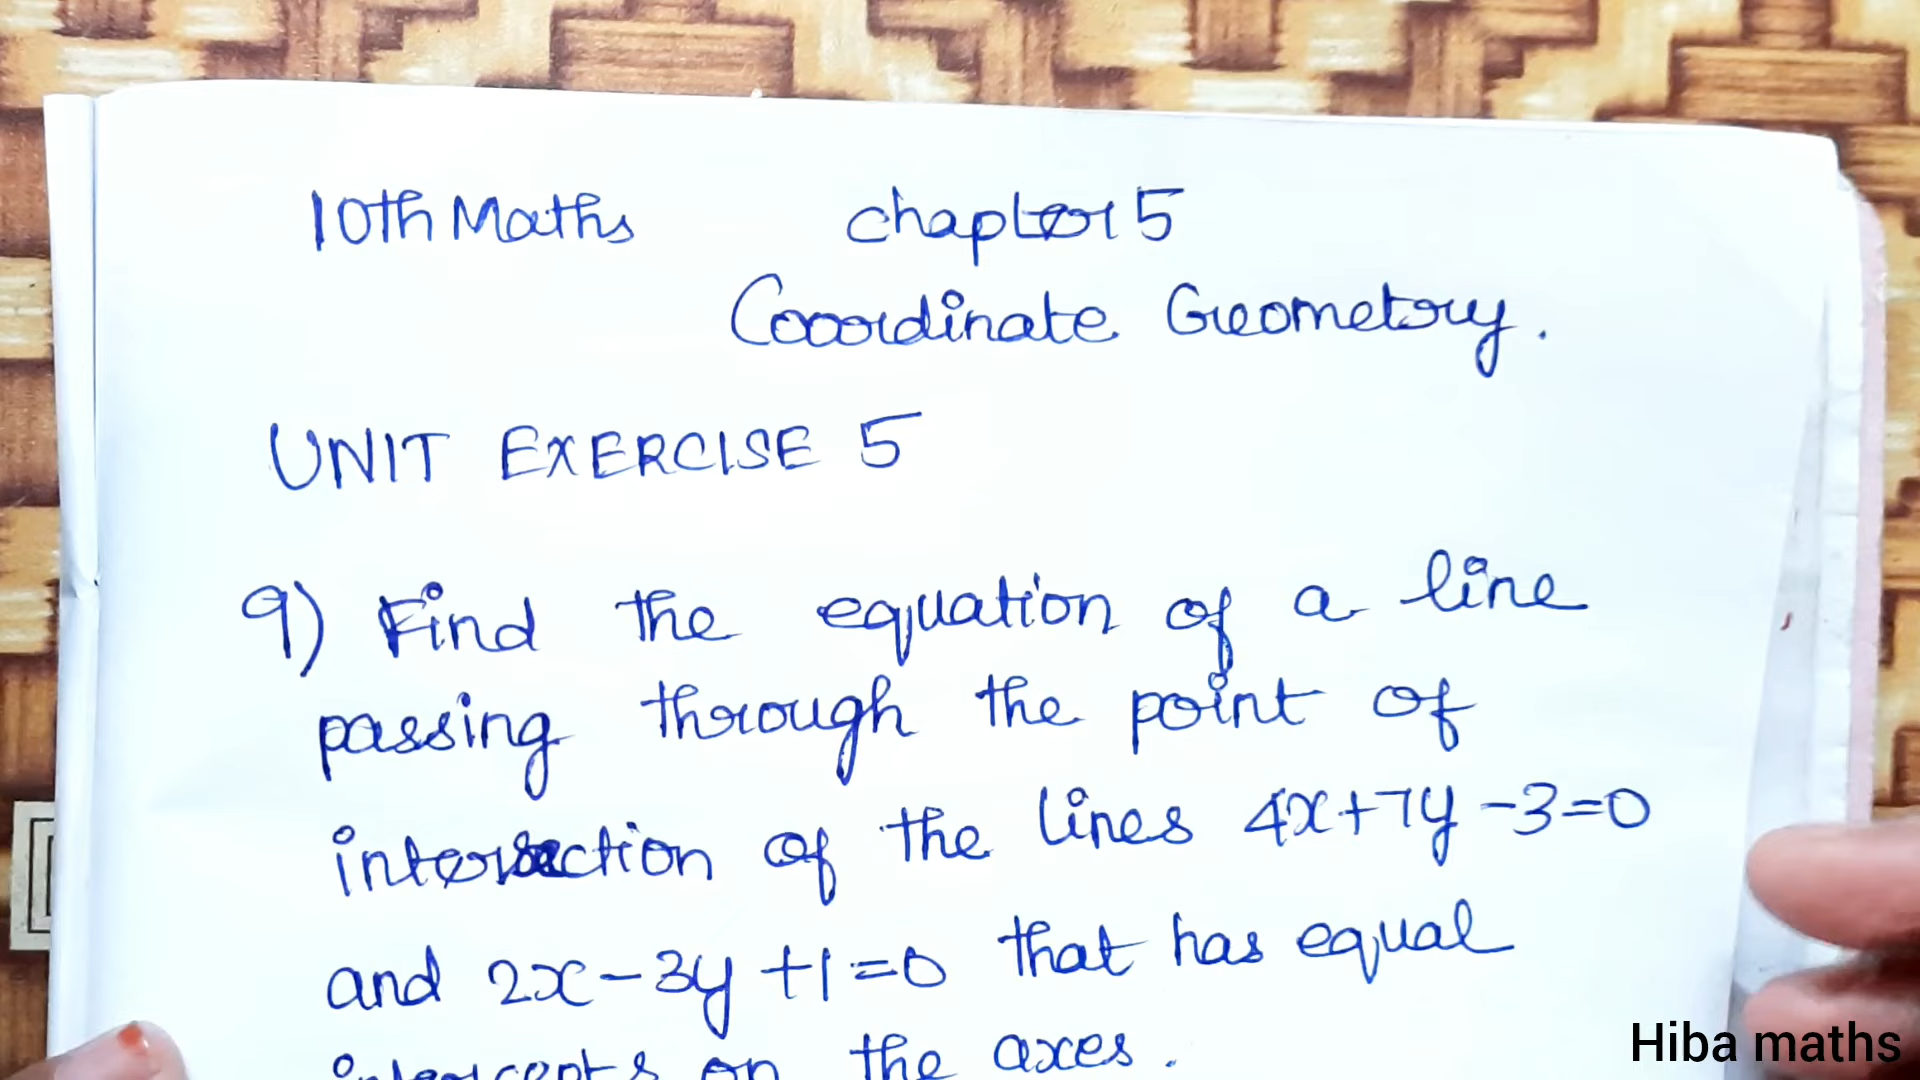 10th Maths chapter 5
Coordinate Geometry.
UNIT EXERCISE 5
9) Find the equation of a line
passing through the point of
intersection of the lines 4x+7y-3=0
and 2x-3y+1=0 that has equal
intercepts on the axes.
Hiba maths